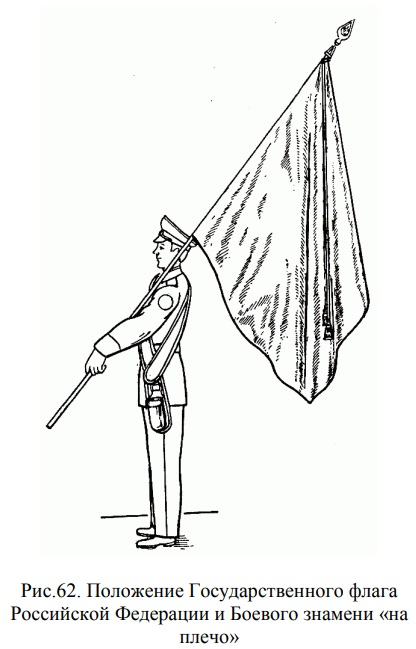 Рис.62. Положение Государственного флага
Российской Федерации и Боевого знамени «на
плечо»